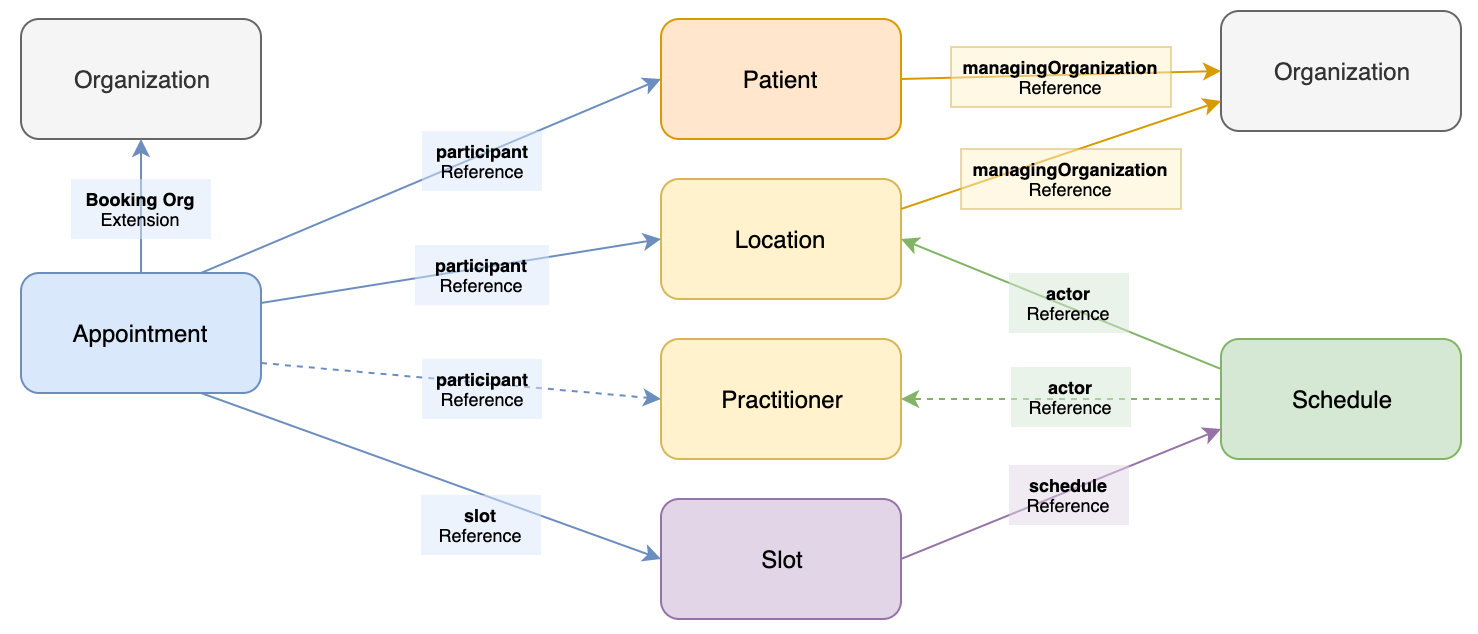 Organization
Patient
managingOrganization
Reference
Organization
participant
Reference
Booking Org
Extension
managingOrganization
Reference
Location
participant
Reference
actor
Reference
Appointment
participant
Reference
Practitioner
actor
Reference
Schedule
slot
Reference
schedule
Reference
Slot